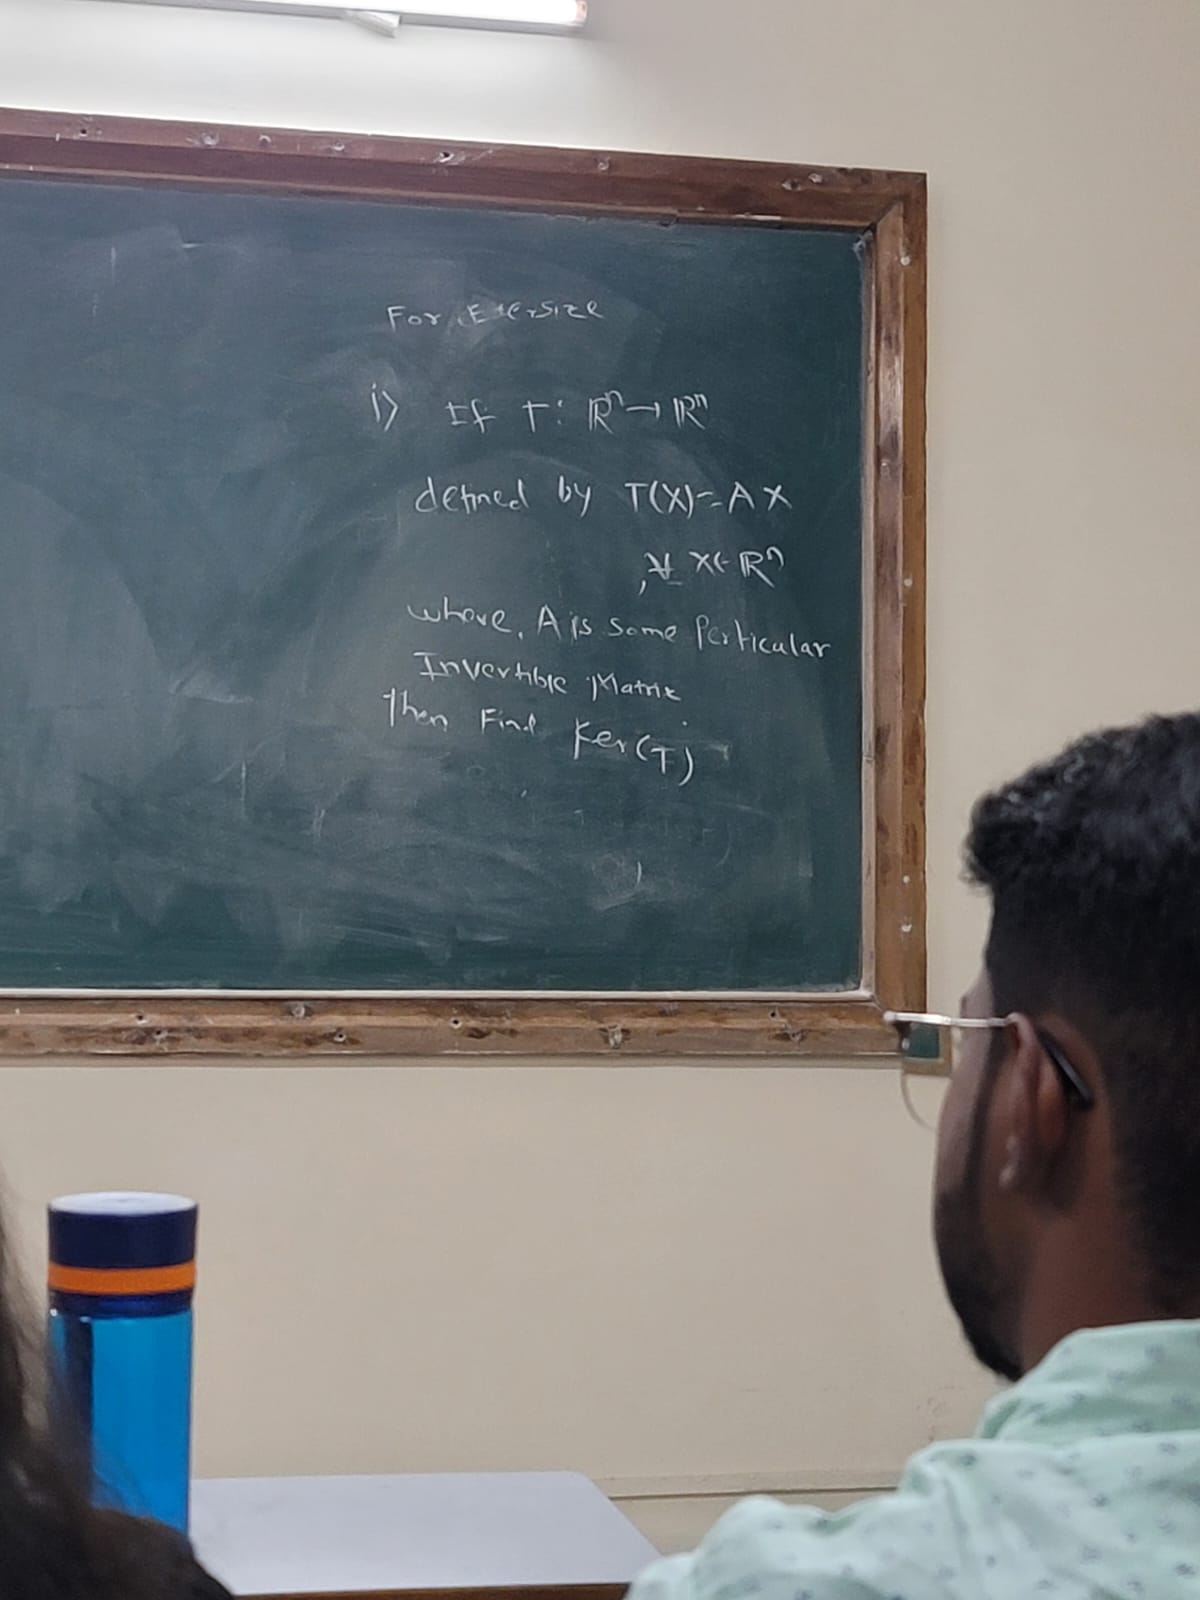 For Exersize
i) If T: ℝⁿ → ℝⁿ
defined by T(X) = AX
, ∀ X ∈ ℝⁿ
where, A is some Perticular
Invertible Matrix
Then Find Ker(T)